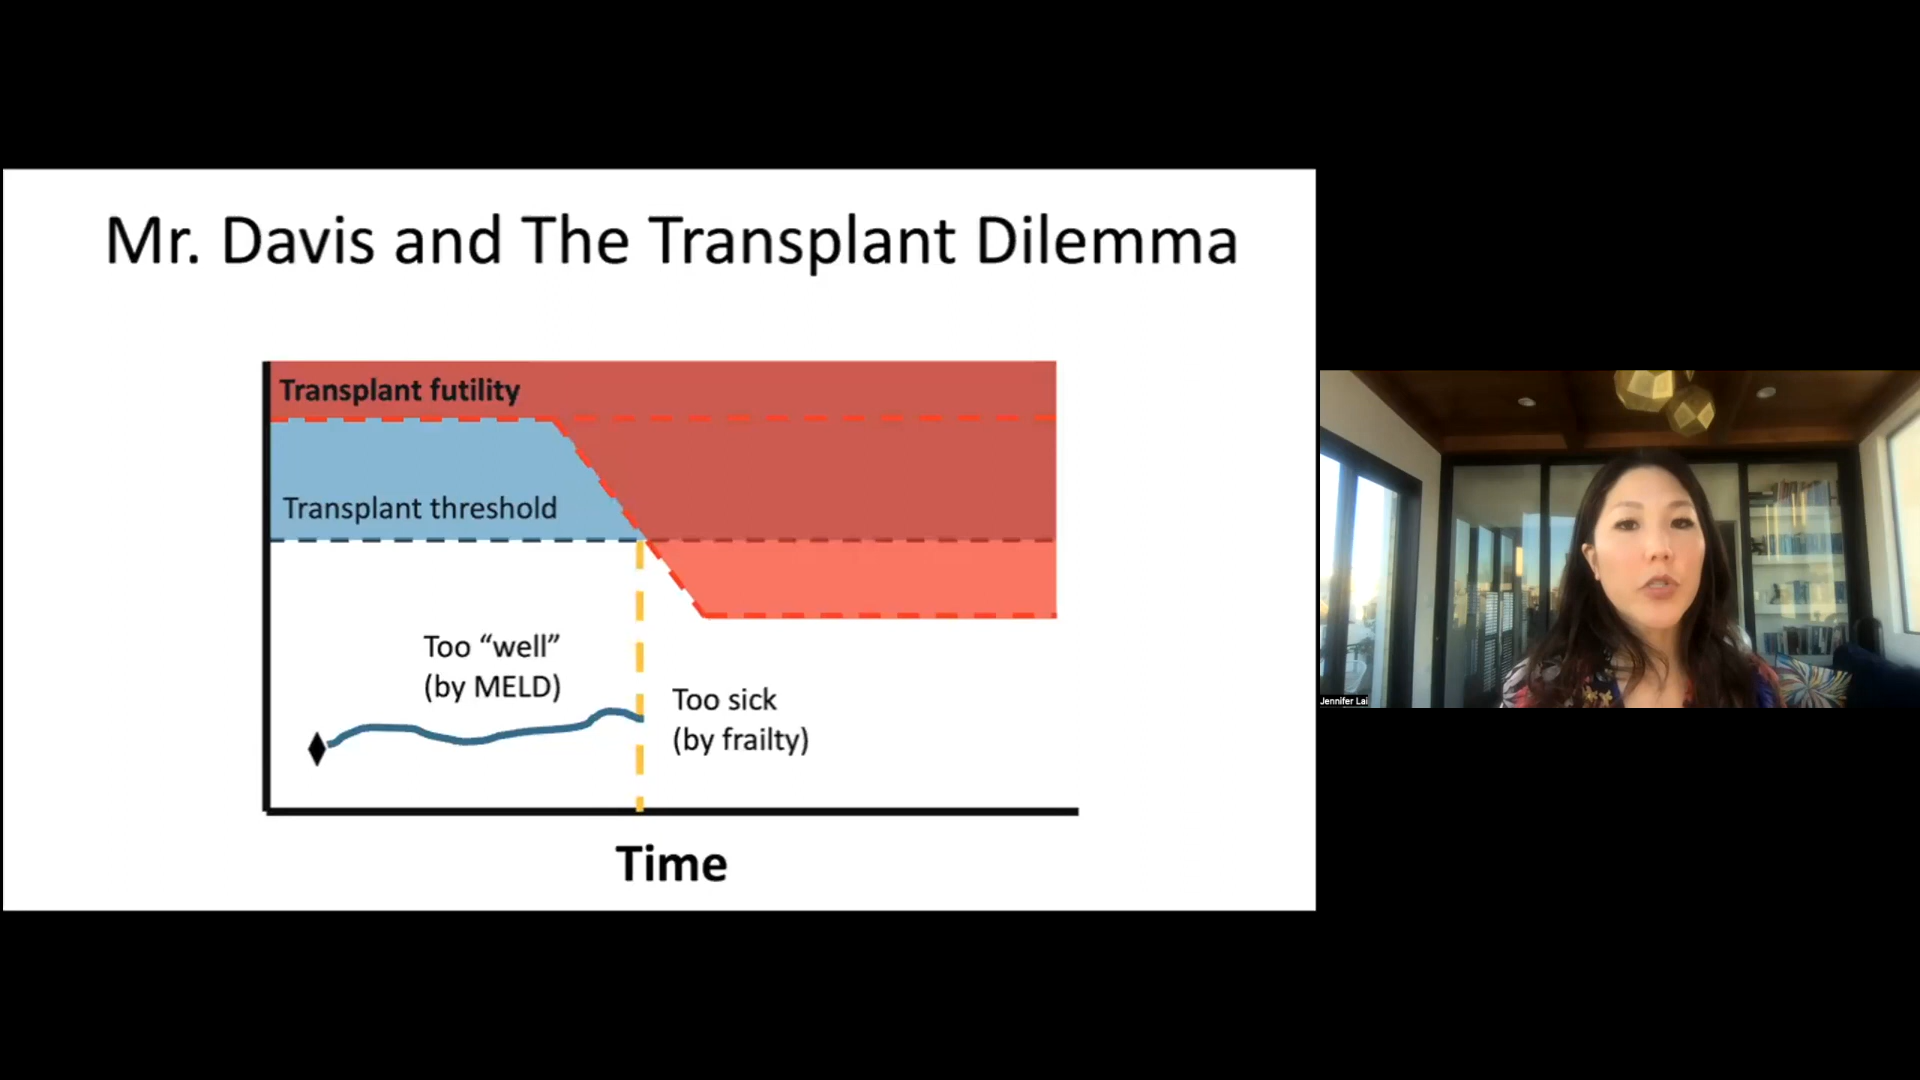 Mr. Davis and The Transplant Dilemma
Transplant futility
Transplant threshold
Too “well”
(by MELD)
Too sick
(by frailty)
Time
Jennifer Lai